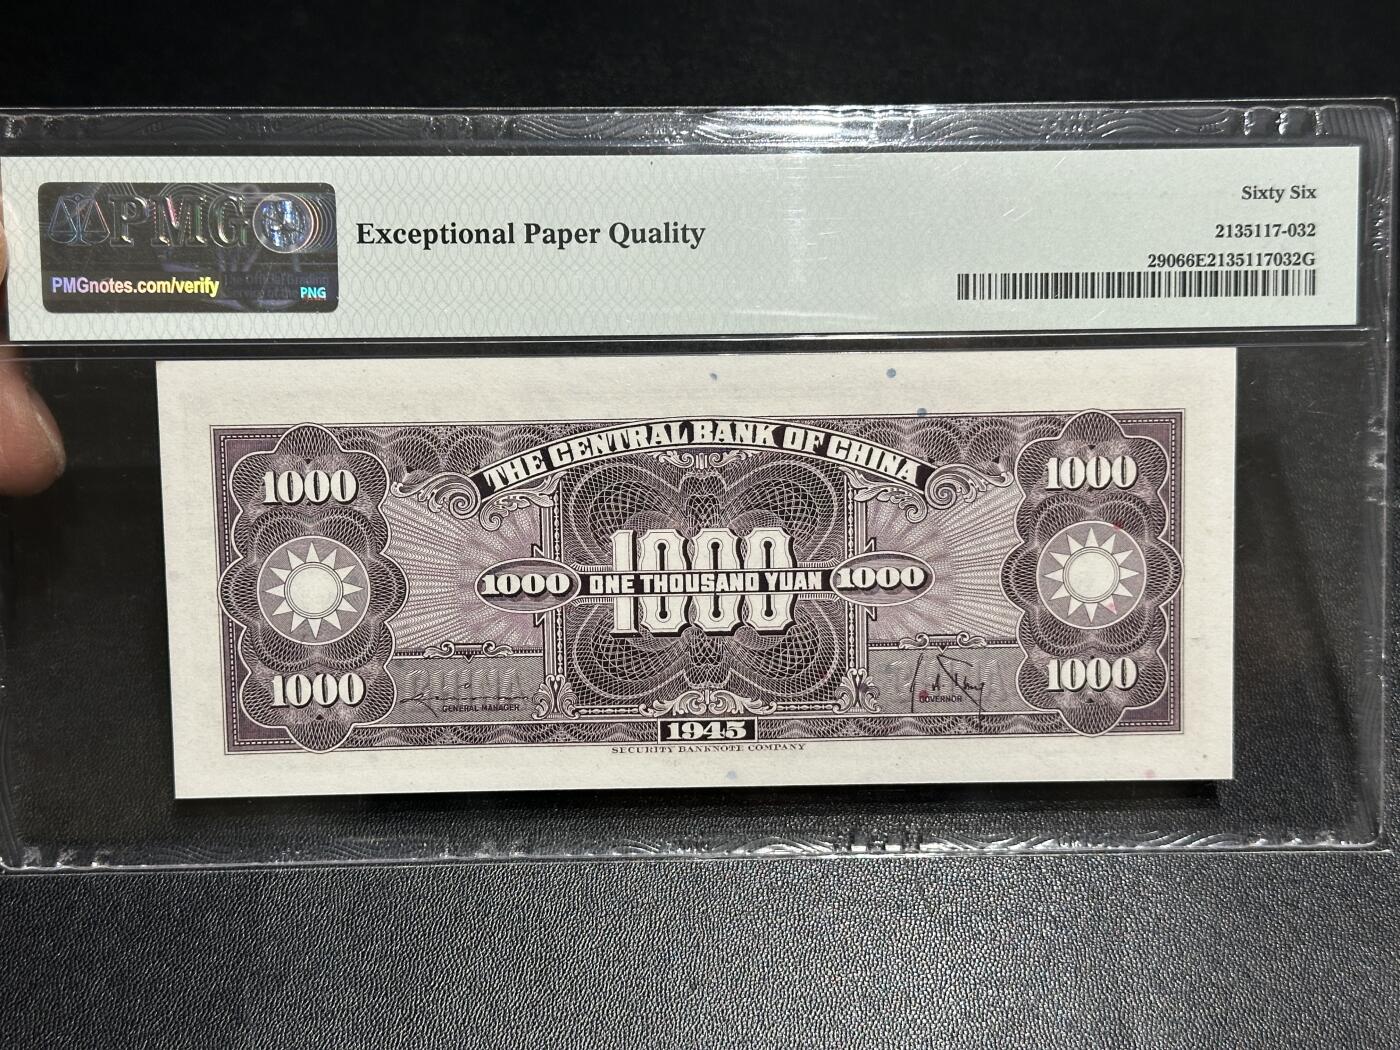 PMG
PMGnotes.com/verify
PNG
Exceptional Paper Quality
Sixty Six
2135117-032
29066E2135117032G
THE CENTRAL BANK OF CHINA
1000
1000
1000
1000 ONE THOUSAND YUAN 1000
1000
1000
GENERAL MANAGER
GOVERNOR
1945
SECURITY BANKNOTE COMPANY